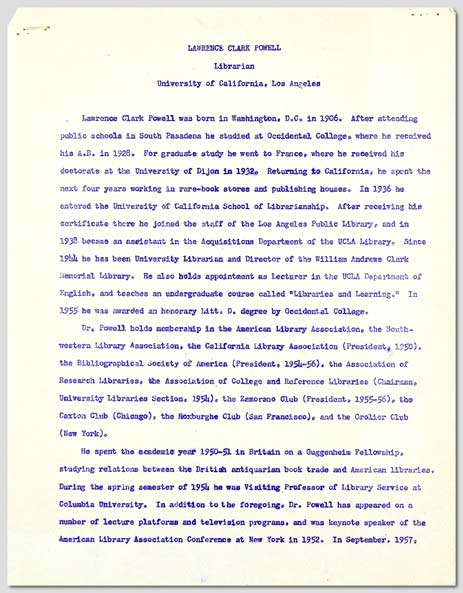 LAWRENCE CLARK POWELL
Librarian
University of California, Los Angeles
Lawrence Clark Powell was born in Washington, D.C. in 1906. After attending
public schools in South Pasadena he studied at Occidental College, where he received
his A.B. in 1928. For graduate study he went to France, where he received his
doctorate at the University of Dijon in 1932. Returning to California, he spent the
next four years working in rare-book stores and publishing houses. In 1936 he
entered the University of California School of Librarianship. After receiving his
certificate there he joined the staff of the Los Angeles Public Library, and in
1938 became an assistant in the Acquisitions Department of the UCLA Library. Since
1944 he has been University Librarian and Director of the William Andrews Clark
Memorial Library. He also holds appointment as Lecturer in the UCLA Department of
English, and teaches an undergraduate course called "Libraries and Learning." In
1955 he was awarded an honorary Litt. D. degree by Occidental College.
Dr. Powell holds membership in the American Library Association, the South-
western Library Association, the California Library Association (President, 1950),
the Bibliographical Society of America (President, 1954-56), the Association of
Research Libraries, the Association of College and Reference Libraries (Chairman,
University Libraries Section, 1954), the Zamorano Club (President, 1955-56), the
Caxton Club (Chicago), the Roxburghe Club (San Francisco), and the Grolier Club
(New York).
He spent the academic year 1950-51 in Britain on a Guggenheim Fellowship,
studying relations between the British antiquarian book trade and American libraries.
During the spring semester of 1954 he was Visiting Professor of Library Service at
Columbia University. In addition to the foregoing, Dr. Powell has appeared on a
number of lecture platforms and television programs, and was keynote speaker of the
American Library Association Conference at New York in 1952. In September, 1957,